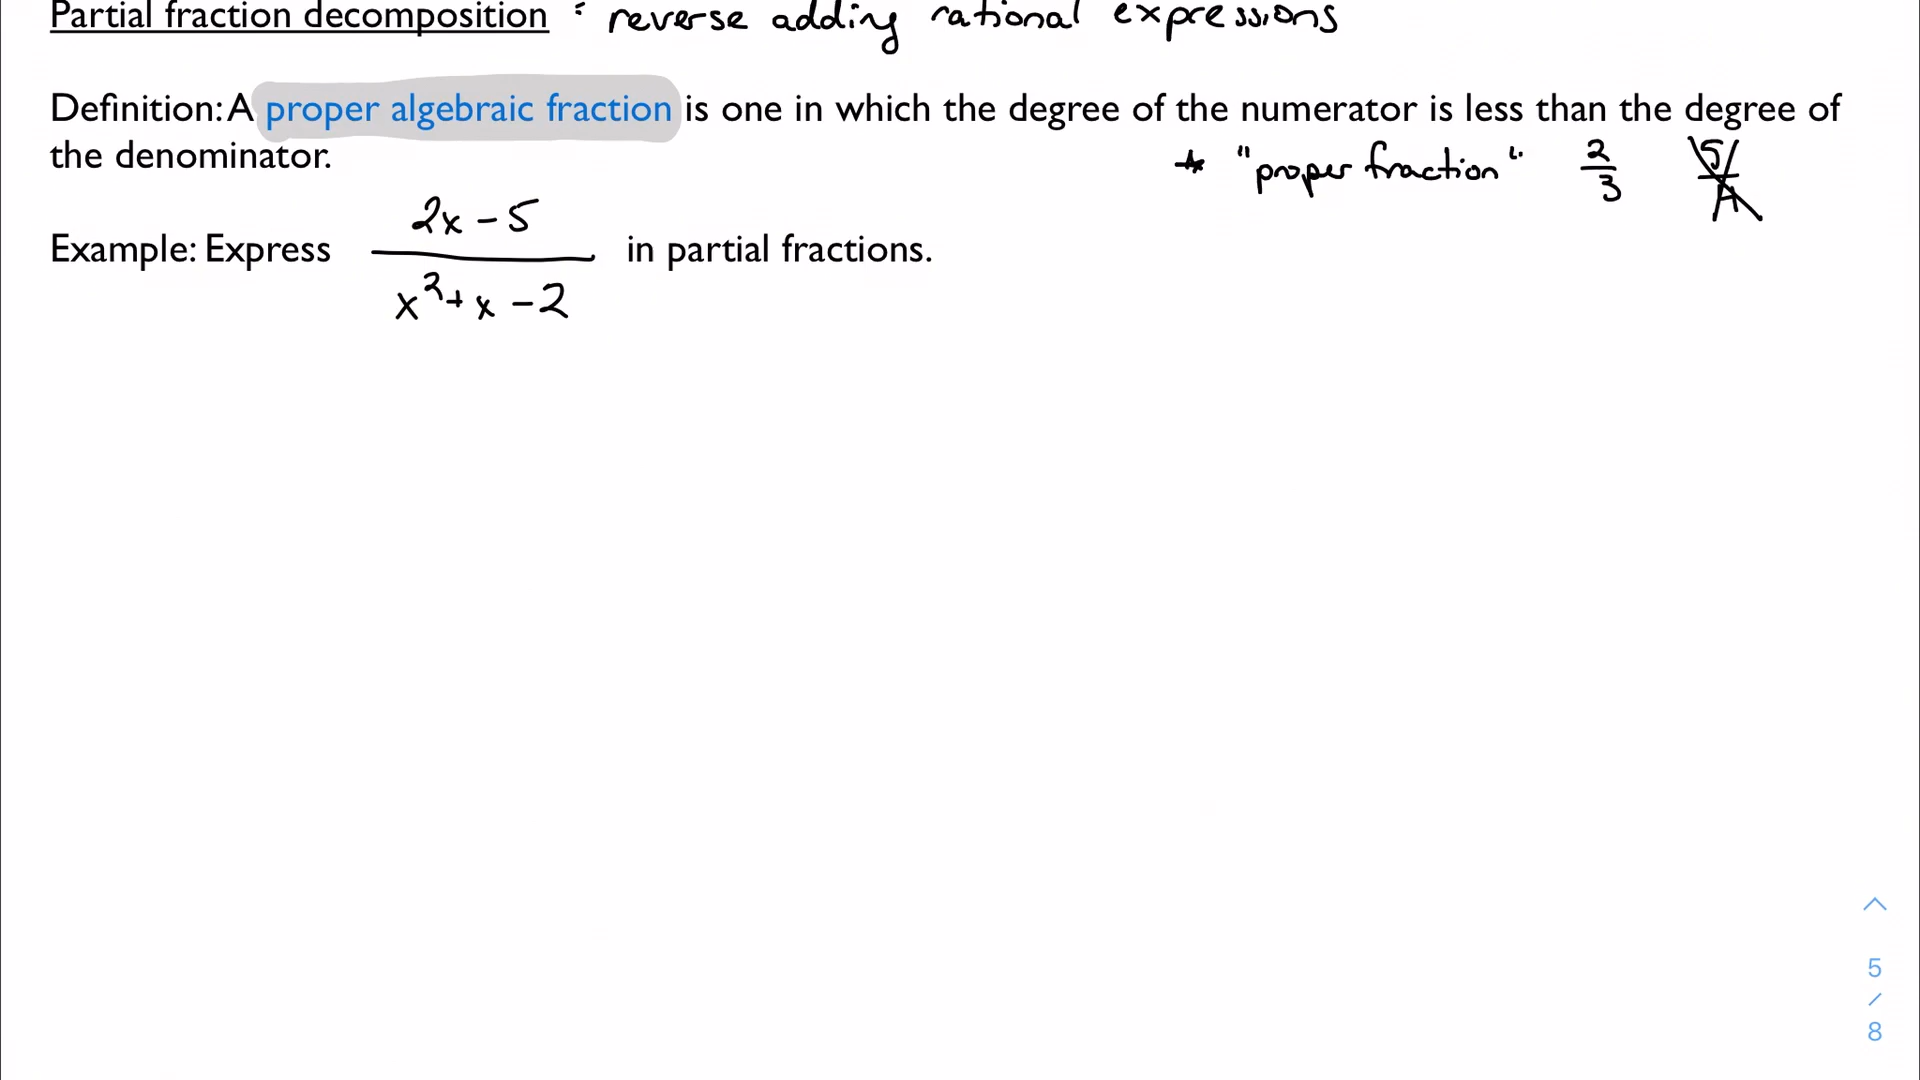 Partial fraction decomposition : reverse adding rational expressions
Definition: A proper algebraic fraction is one in which the degree of the numerator is less than the degree of
the denominator.
* "proper fraction" 2/3 5/4
Example: Express (2x - 5)/(x² + x - 2) in partial fractions.
5
/
8